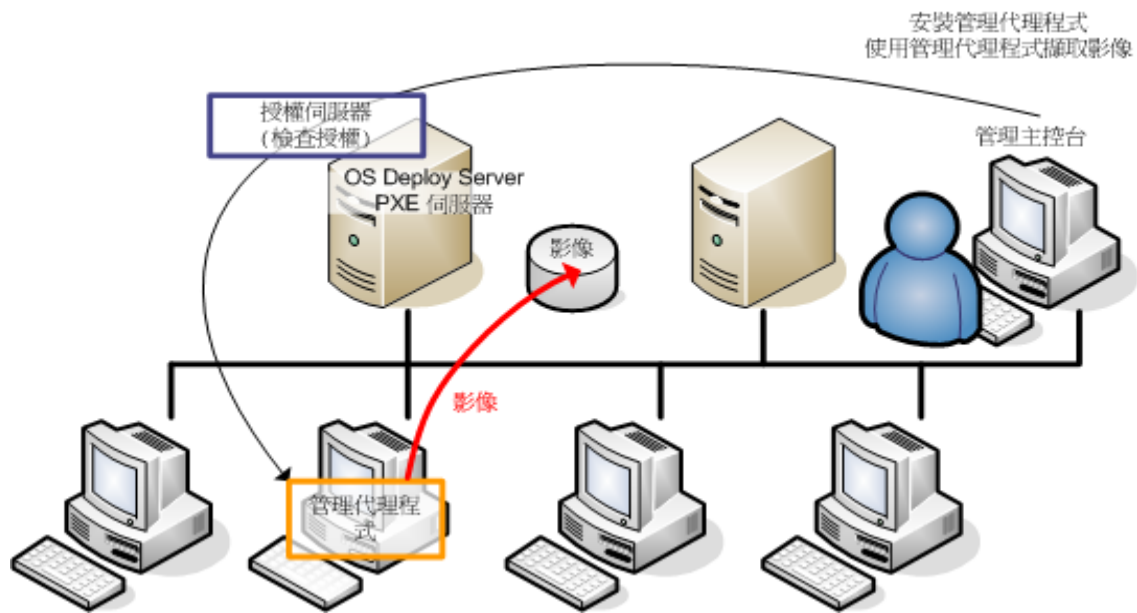 安裝管理代理程式
使用管理代理程式擷取影像
授權伺服器
(檢查授權)
管理主控台
OS Deploy Server
PXE 伺服器
影像
影像
管理代理程
式